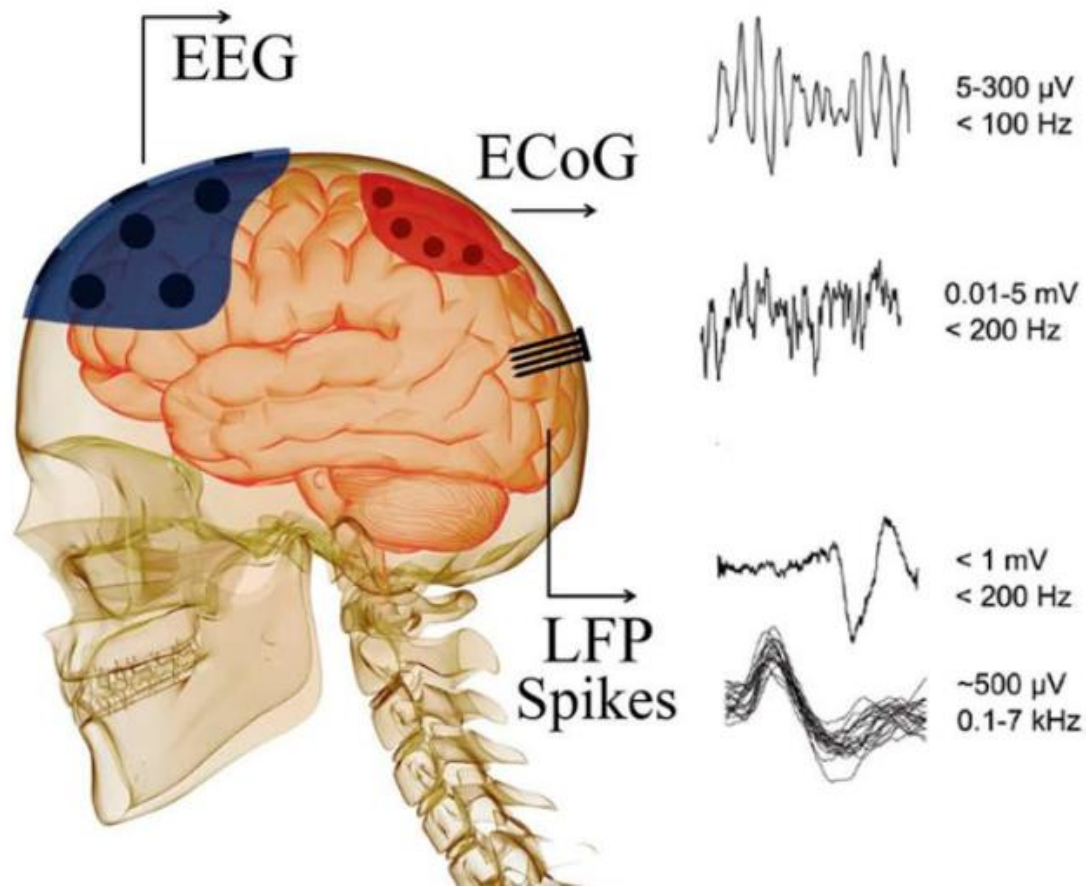 EEG
5-300 µV
< 100 Hz
ECoG
0.01-5 mV
< 200 Hz
LFP
Spikes
< 1 mV
< 200 Hz
~500 µV
0.1-7 kHz